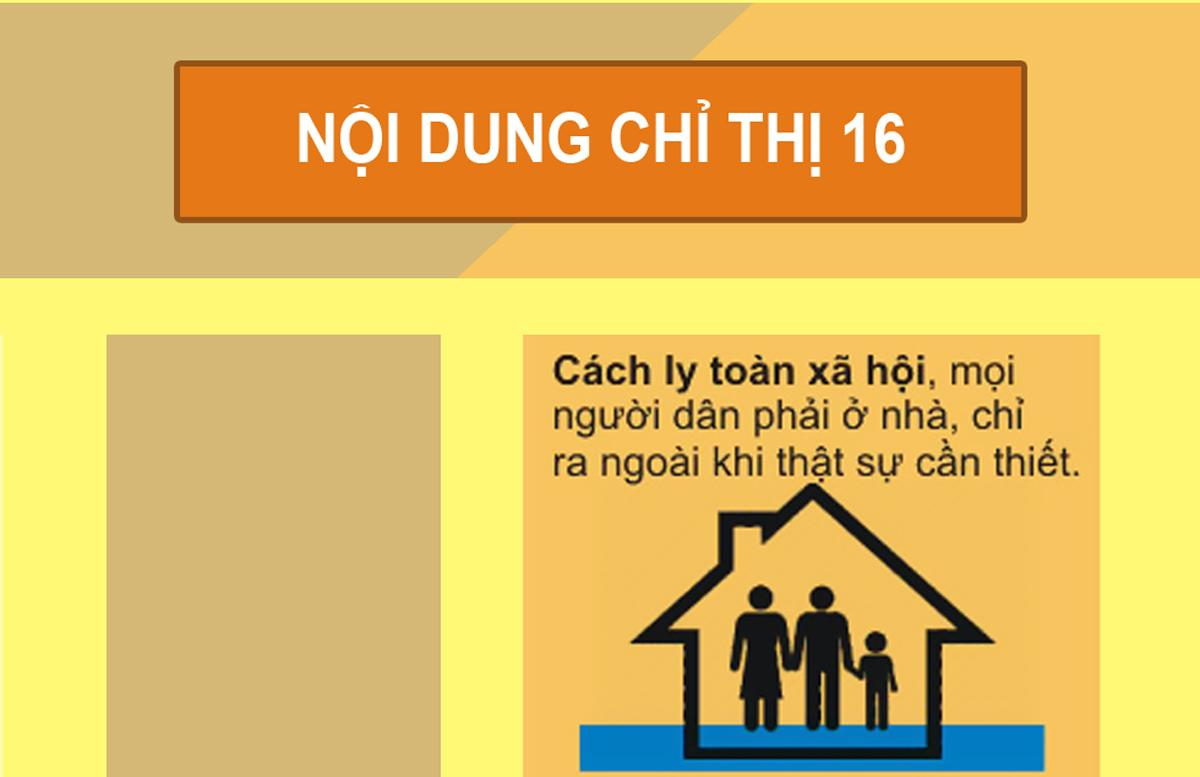 NỘI DUNG CHỈ THỊ 16
Cách ly toàn xã hội, mọi
người dân phải ở nhà, chỉ
ra ngoài khi thật sự cần thiết.